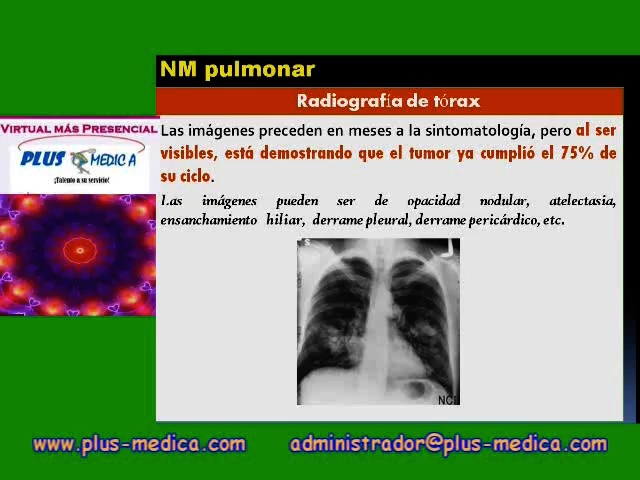 NM pulmonar
Radiografía de tórax
VIRTUAL MÁS PRESENCIAL
PLUS MEDICA
¡Talento a su servicio!
Las imágenes preceden en meses a la sintomatología, pero al ser
visibles, está demostrando que el tumor ya cumplió el 75% de
su ciclo.
Las imágenes pueden ser de opacidad nodular, atelectasia,
ensanchamiento hiliar, derrame pleural, derrame pericárdico, etc.
NCI
www.plus-medica.com
administrador@plus-medica.com